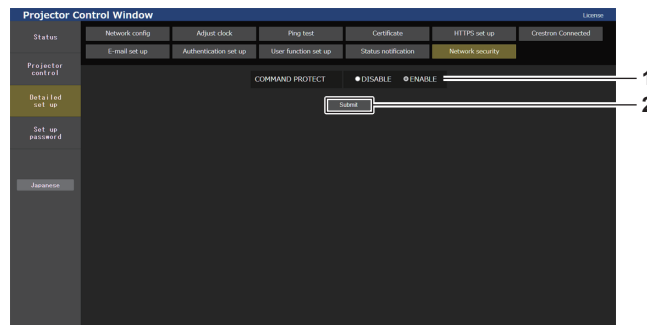 Projector Control Window
License
Status
Network config
Adjust clock
Ping test
Certificate
HTTPS set up
Crestron Connected
E-mail set up
Authentication set up
User function set up
Status notification
Network security
Projector
control
COMMAND PROTECT
DISABLE
ENABLE
1
Detailed
set up
Submit
2
Set up
password
Japanese